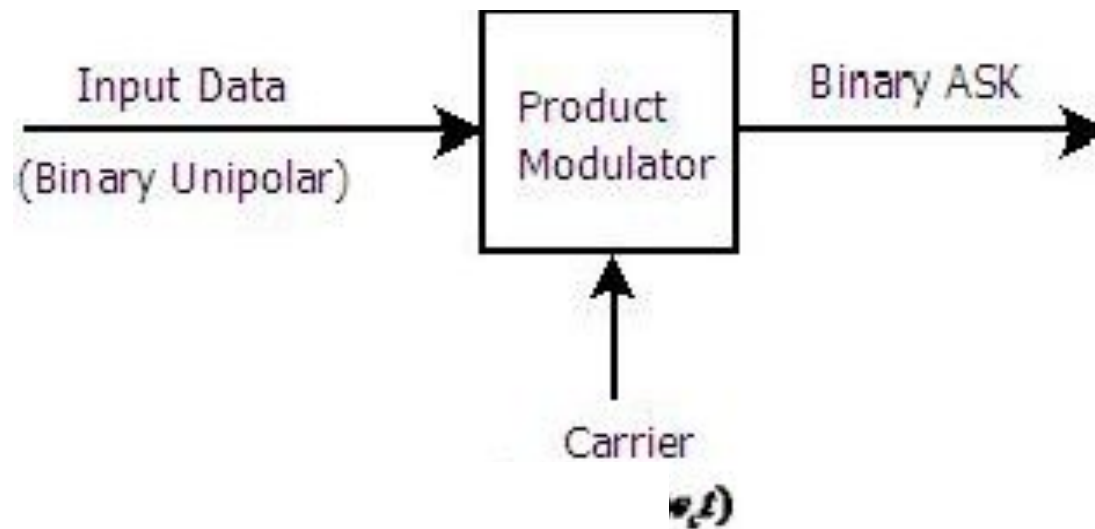 Input Data
(Binary Unipolar)
Product
Modulator
Binary ASK
Carrier